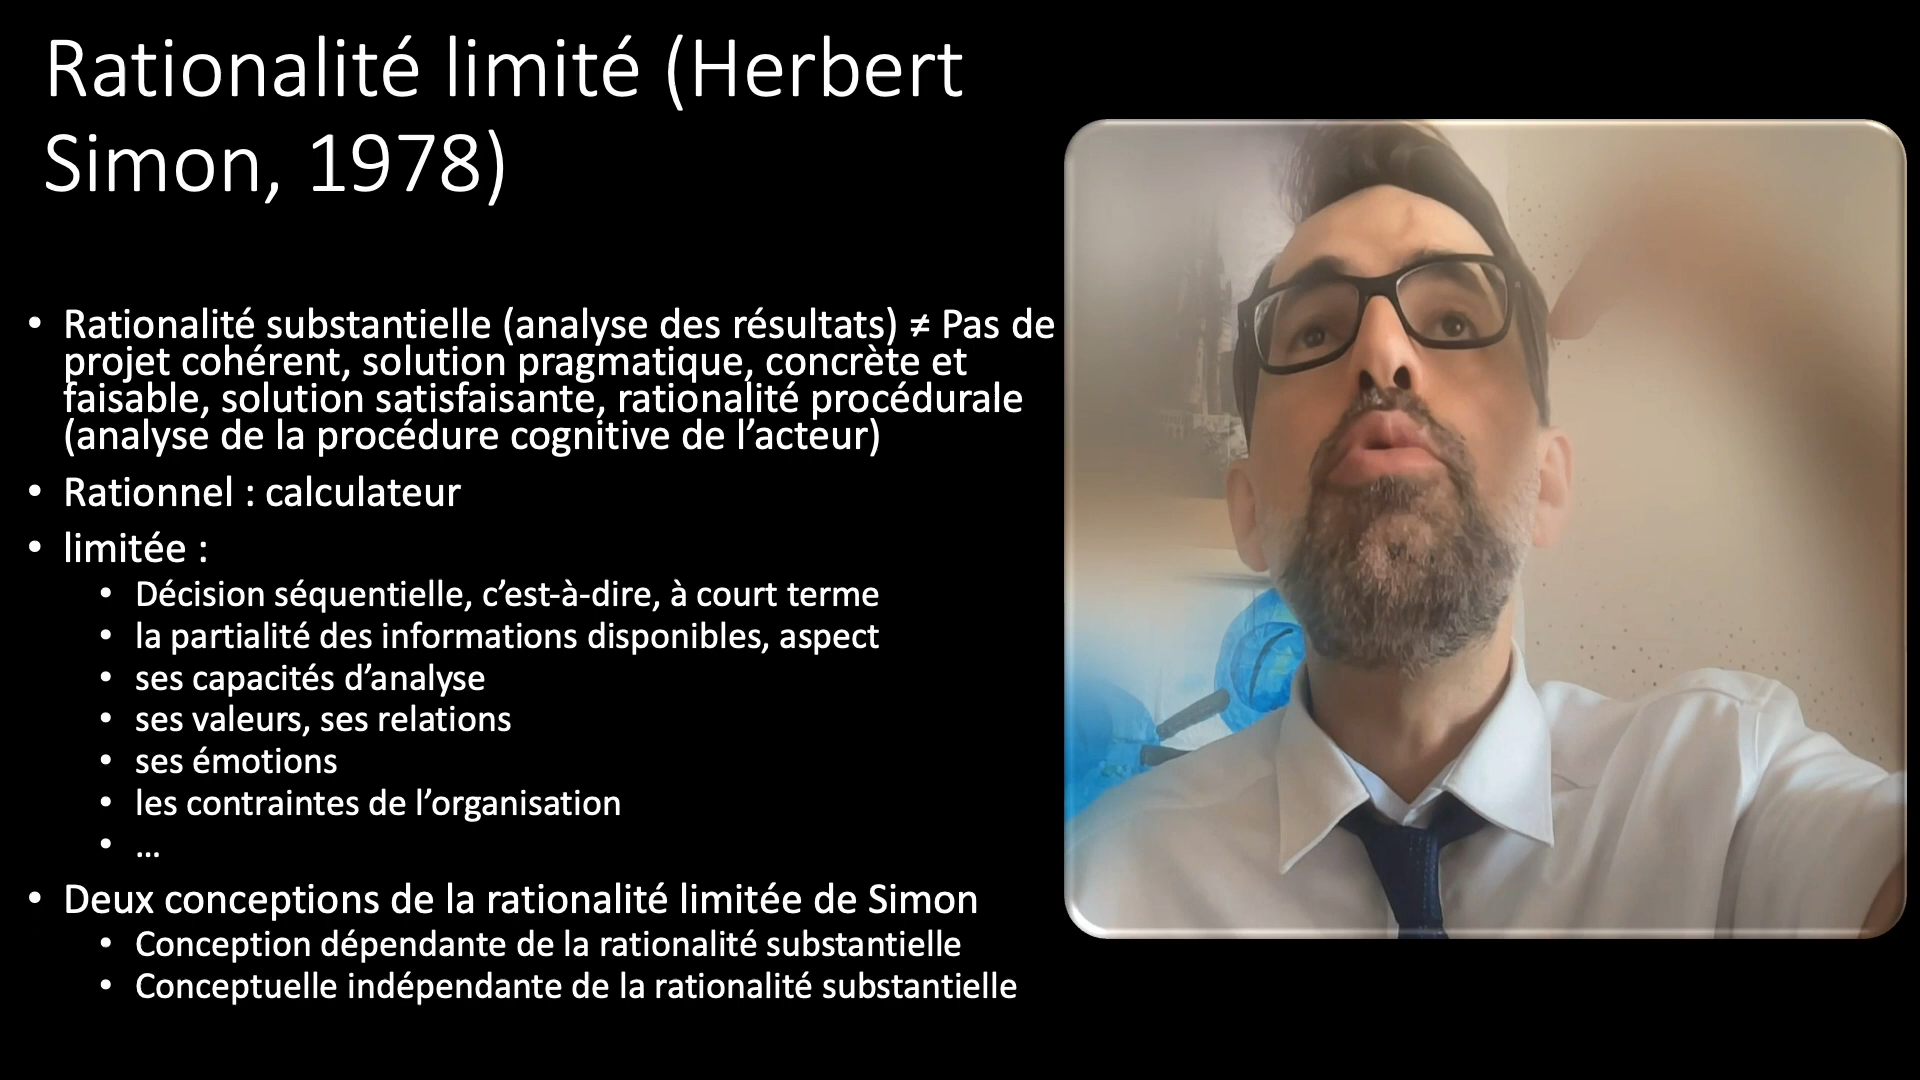 Rationalité limité (Herbert
Simon, 1978)
• Rationalité substantielle (analyse des résultats) ≠ Pas de
projet cohérent, solution pragmatique, concrète et
faisable, solution satisfaisante, rationalité procédurale
(analyse de la procédure cognitive de l’acteur)
• Rationnel : calculateur
• limitée :
• Décision séquentielle, c’est-à-dire, à court terme
• la partialité des informations disponibles, aspect
• ses capacités d’analyse
• ses valeurs, ses relations
• ses émotions
• les contraintes de l’organisation
• …
• Deux conceptions de la rationalité limitée de Simon
• Conception dépendante de la rationalité substantielle
• Conceptuelle indépendante de la rationalité substantielle